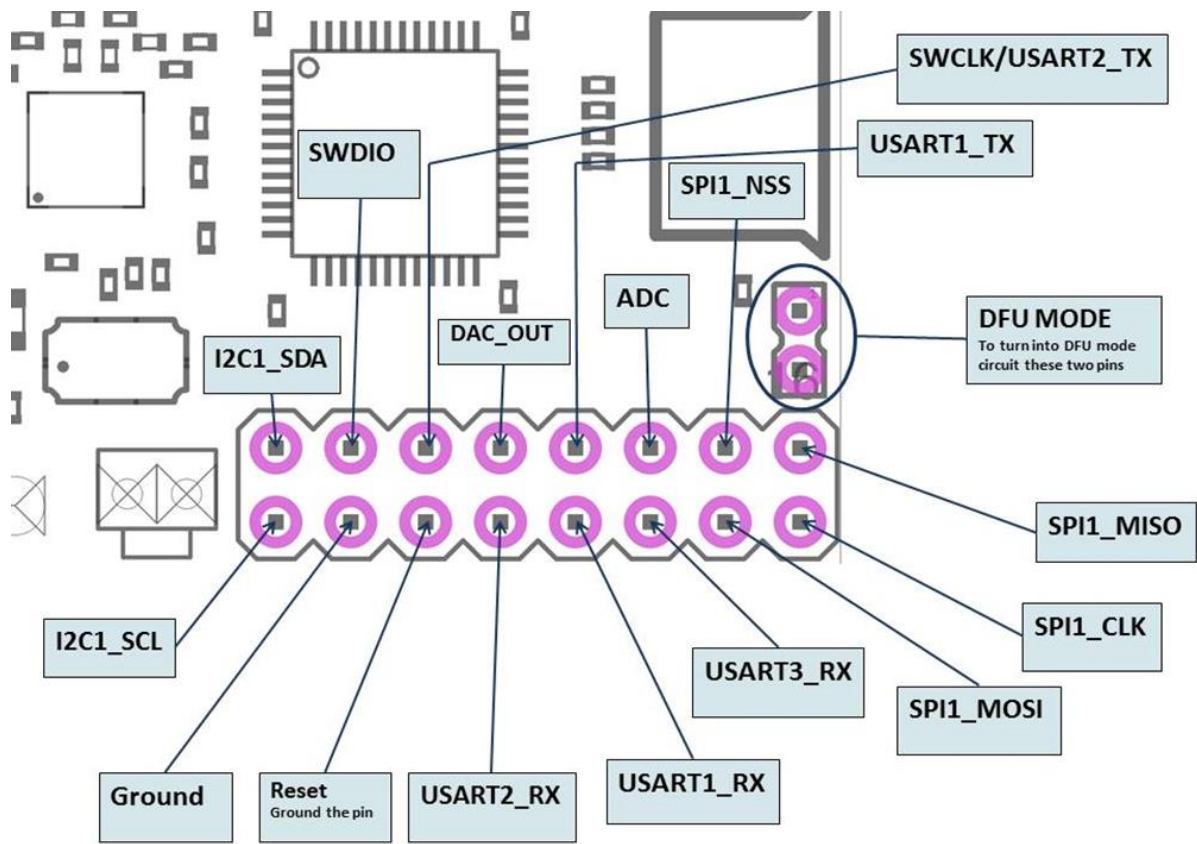 SWCLK/USART2_TX
USART1_TX
SWDIO
SPI1_NSS
ADC
DFU MODE
To turn into DFU mode
circuit these two pins
DAC_OUT
I2C1_SDA
16
SPI1_MISO
I2C1_SCL
SPI1_CLK
USART3_RX
SPI1_MOSI
Ground
Reset
Ground the pin
USART2_RX
USART1_RX